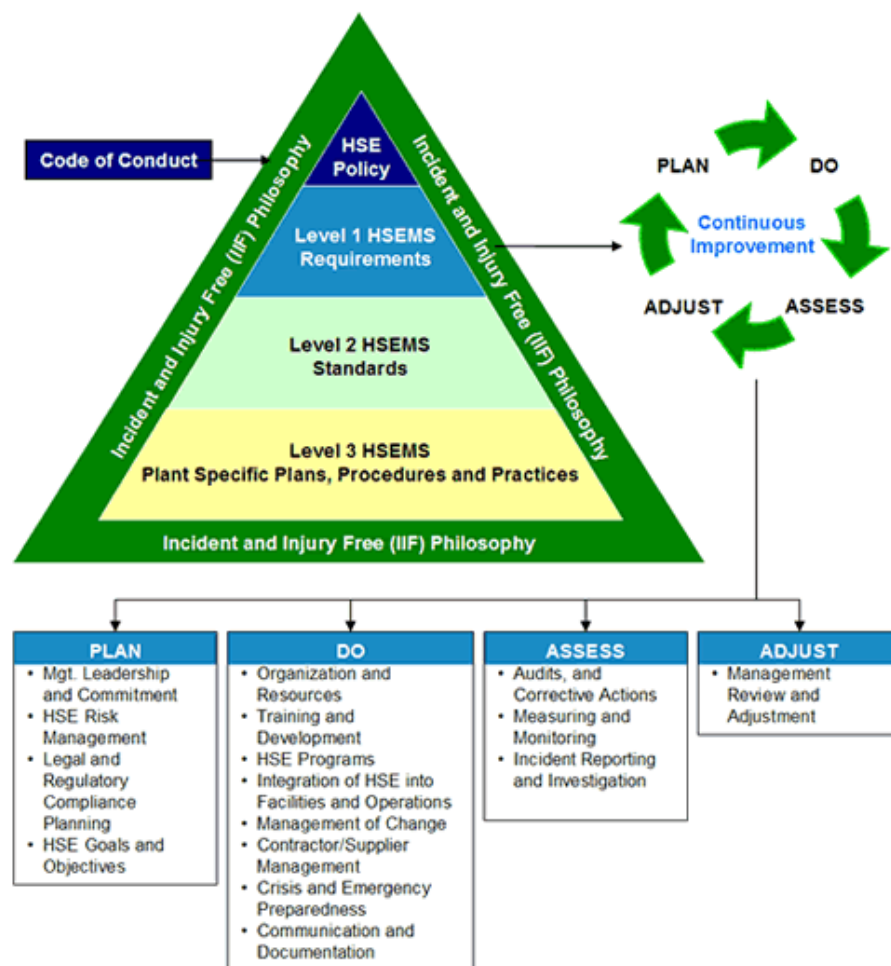 Code of Conduct
HSE
Policy
Level 1 HSEMS
Requirements
Level 2 HSEMS
Standards
Level 3 HSEMS
Plant Specific Plans, Procedures and Practices
Incident and Injury Free (IIF) Philosophy
Incident and Injury Free (IIF) Philosophy
Incident and Injury Free (IIF) Philosophy
PLAN
DO
Continuous
Improvement
ADJUST
ASSESS
PLAN
• Mgt. Leadership
and Commitment
• HSE Risk
Management
• Legal and
Regulatory
Compliance
Planning
• HSE Goals and
Objectives
DO
• Organization and
Resources
• Training and
Development
• HSE Programs
• Integration of HSE into
Facilities and Operations
• Management of Change
• Contractor/Supplier
Management
• Crisis and Emergency
Preparedness
• Communication and
Documentation
ASSESS
• Audits, and
Corrective Actions
• Measuring and
Monitoring
• Incident Reporting
and Investigation
ADJUST
• Management
Review and
Adjustment